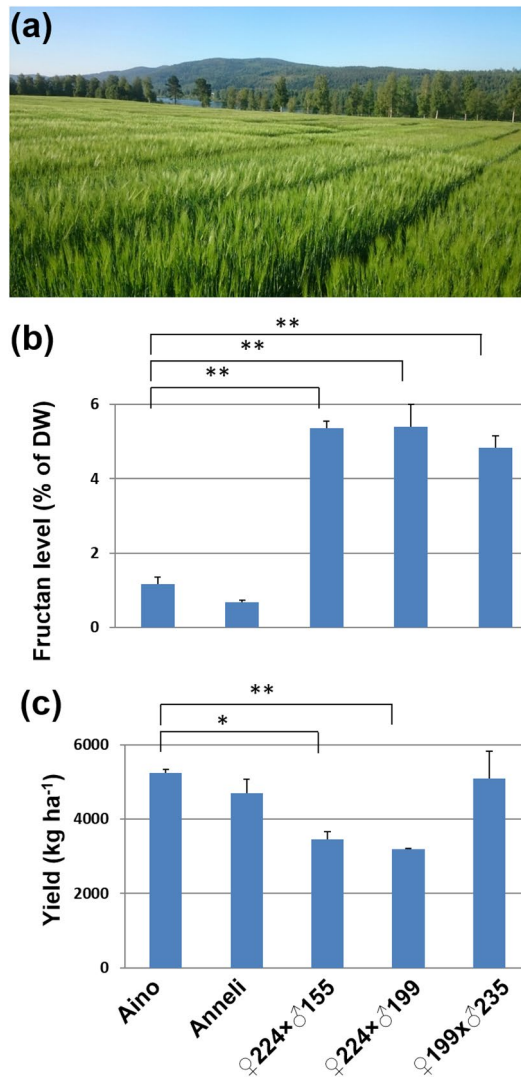 (a)
(b)
**
**
**
Fructan level (% of DW)
6
4
2
0
(c)
**
*
Yield (kg ha⁻¹)
6000
4000
2000
0
Aino
Anneli
♀224×♂155
♀224×♂199
♀199x♂235